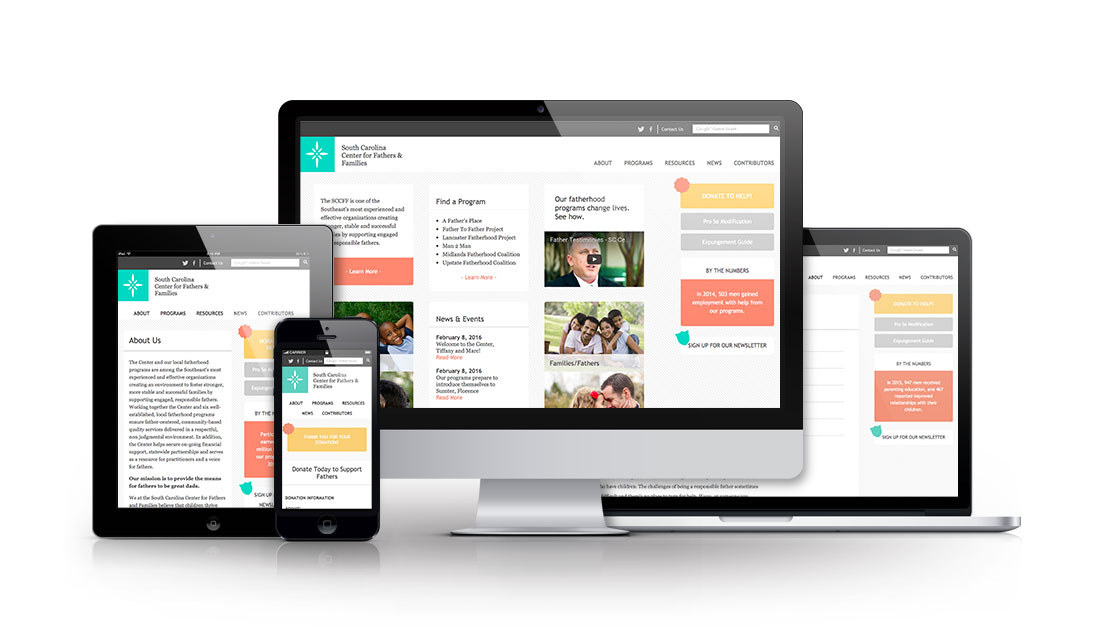 Contact Us
South Carolina
Center for Fathers &
Families
ABOUT PROGRAMS RESOURCES NEWS CONTRIBUTORS
The SCCFF is one of the
Southeast's most experienced and
effective organizations creating
stable and successful
by supporting engaged
responsible fathers.
- Learn More -
Find a Program
A Father's Place
Father To Father Project
Lancaster Fatherhood Project
Man 2 Man
Midlands Fatherhood Coalition
Upstate Fatherhood Coalition
- Learn More -
News & Events
February 8, 2016
Welcome to the Center,
Tiffany and Marc!
Read More
February 8, 2016
Our programs prepare to
introduce themselves to
Sumter, Florence
Read More
Our fatherhood
programs change lives.
See how.
Father Testimonies - SC Ce
Families/Fathers
DONATE TO HELP!
Pro Se Modification
Expungement Guide
BY THE NUMBERS
In 2014, 503 men gained
employment with help from
our programs.
SIGN UP FOR OUR NEWSLETTER
iPad
Contact Us
South Carolina
Center for Fathers &
Families
ABOUT PROGRAMS RESOURCES NEWS CONTRIBUTORS
About Us
The Center and our local fatherhood
programs are among the Southeast's most
experienced and effective organizations
creating an environment to foster stronger,
more stable and successful families by
supporting engaged, responsible fathers.
Working together the Center and six well-
established, local fatherhood programs
ensure father-centered, community-based
quality services delivered in a respectful,
non judgmental environment. In addition,
the Center helps secure on-going financial
support, statewide partnerships and serves
as a resource for practitioners and a voice
for fathers.
Our mission is to provide the means
for fathers to be great dads.
We at the South Carolina Center for Fathers
and Families believe that children thrive
DON
Pro Se
Expungem
BY THE N
Partic
earne
million
our pro
SIGN UP
NEWSL
CARRIER
Contact Us
South Carolina
Center for Fathers &
Families
ABOUT PROGRAMS RESOURCES
NEWS CONTRIBUTORS
THANK YOU FOR YOUR
DONATION!
Donate Today to Support
Fathers
DONATION INFORMATION
Contact Us
ABOUT PROGRAMS RESOURCES NEWS CONTRIBUTORS
DONATE TO HELP!
Pro Se Modification
Expungement Guide
BY THE NUMBERS
In 2015, 947 men received
parenting education, and 467
reported improved
relationships with their
children.
SIGN UP FOR OUR NEWSLETTER
have children. The challenges of being a responsible father sometimes